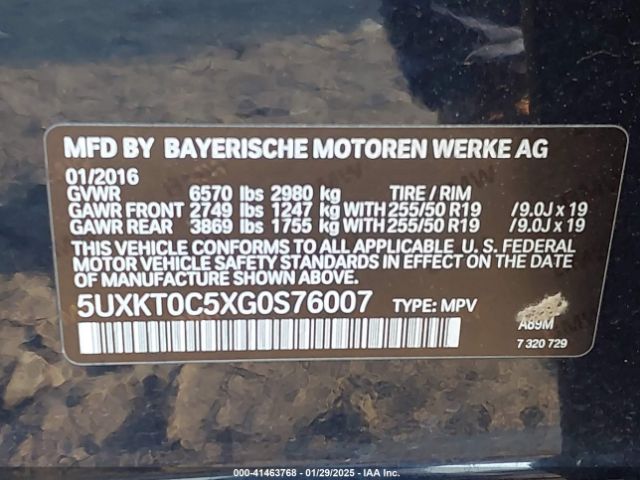 MFD BY BAYERISCHE MOTOREN WERKE AG
01/2016
GVWR 6570 lbs 2980 kg TIRE / RIM
GAWR FRONT 2749 lbs 1247 kg WITH 255/50 R19 /9.0J x 19
GAWR REAR 3869 lbs 1755 kg WITH 255/50 R19 /9.0J x 19
THIS VEHICLE CONFORMS TO ALL APPLICABLE U. S. FEDERAL
MOTOR VEHICLE SAFETY STANDARDS IN EFFECT ON THE DATE
OF MANUFACTURE SHOWN ABOVE.
5UXKT0C5XG0S76007 TYPE: MPV
A89M
7 320 729
000-41463768 - 01/29/2025 - IAA Inc.